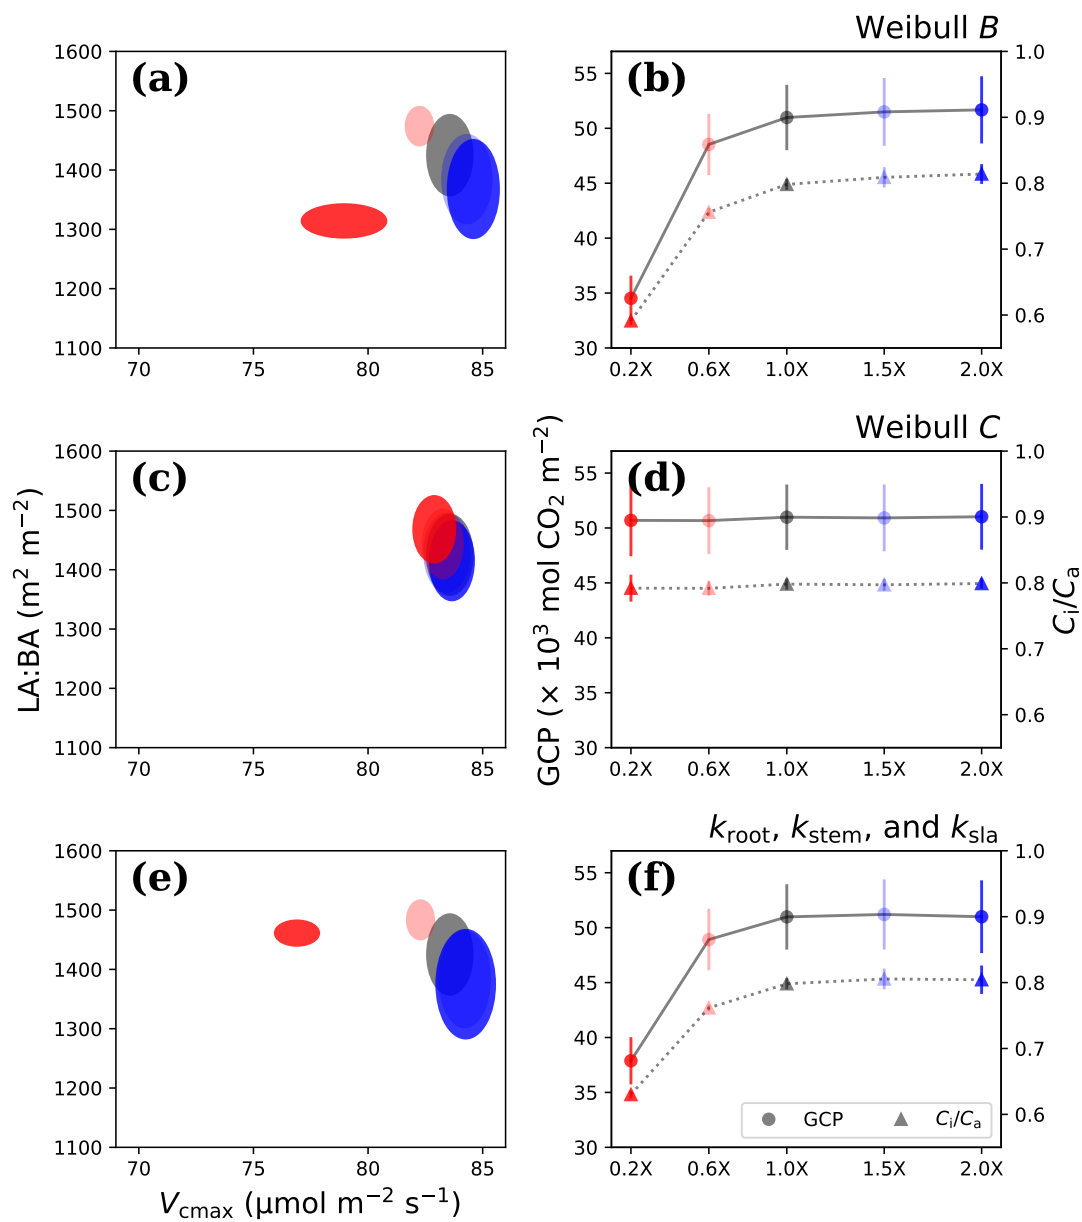 Weibull B
(a)
1600
1500
1400
1300
1200
1100
70 75 80 85
(b)
55
50
45
40
35
30
1.0
0.9
0.8
0.7
0.6
0.2X 0.6X 1.0X 1.5X 2.0X
Weibull C
(c)
1600
1500
1400
1300
1200
1100
70 75 80 85
LA:BA (m² m⁻²)
(d)
55
50
45
40
35
30
GCP (× 10³ mol CO₂ m⁻²)
1.0
0.9
0.8
0.7
0.6
Cᵢ/Cₐ
0.2X 0.6X 1.0X 1.5X 2.0X
k_root, k_stem, and k_sla
(e)
1600
1500
1400
1300
1200
1100
70 75 80 85
V_cmax (μmol m⁻² s⁻¹)
(f)
55
50
45
40
35
30
1.0
0.9
0.8
0.7
0.6
GCP Cᵢ/Cₐ
0.2X 0.6X 1.0X 1.5X 2.0X